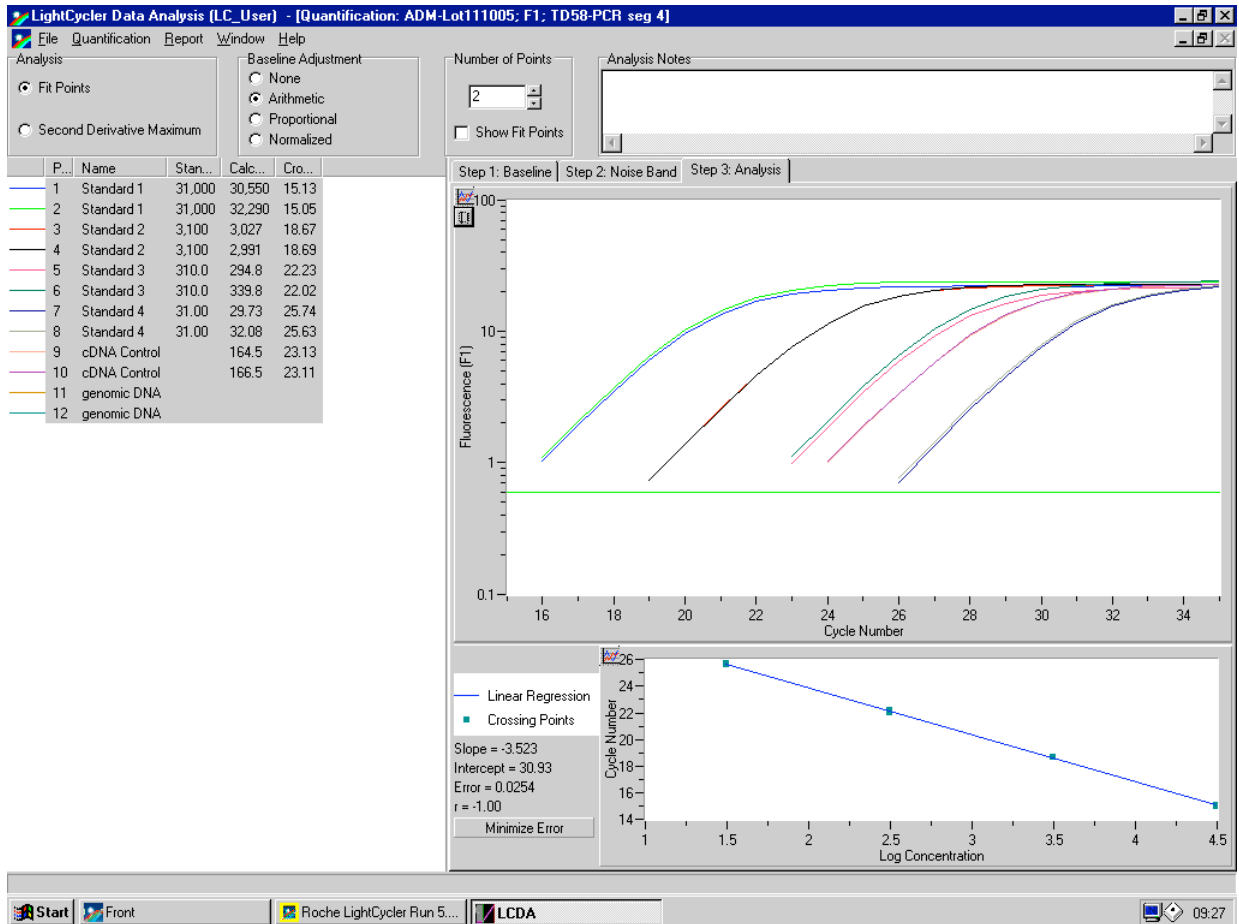 LightCycler Data Analysis (LC_User) - [Quantification: ADM-Lot111005; F1; TD58-PCR seg 4]
File Quantification Report Window Help
Analysis
Fit Points
Second Derivative Maximum
Baseline Adjustment
None
Arithmetic
Proportional
Normalized
Number of Points
2
Show Fit Points
Analysis Notes
P... Name Stan... Calc... Cro...
1 Standard 1 31,000 30,550 15.13
2 Standard 1 31,000 32,290 15.05
3 Standard 2 3,100 3,027 18.67
4 Standard 2 3,100 2,991 18.69
5 Standard 3 310.0 294.8 22.23
6 Standard 3 310.0 339.8 22.02
7 Standard 4 31.00 29.73 25.74
8 Standard 4 31.00 32.08 25.63
9 cDNA Control 164.5 23.13
10 cDNA Control 166.5 23.11
11 genomic DNA
12 genomic DNA
Step 1: Baseline Step 2: Noise Band Step 3: Analysis
100
10
1
0.1
Fluorescence (F1)
16 18 20 22 24 26 28 30 32 34
Cycle Number
Linear Regression
Crossing Points
Slope = -3.523
Intercept = 30.93
Error = 0.0254
r = -1.00
Minimize Error
26
24
22
20
18
16
14
Cycle Number
1 1.5 2 2.5 3 3.5 4 4.5
Log Concentration
Start Front Roche LightCycler Run 5.... LCDA 09:27